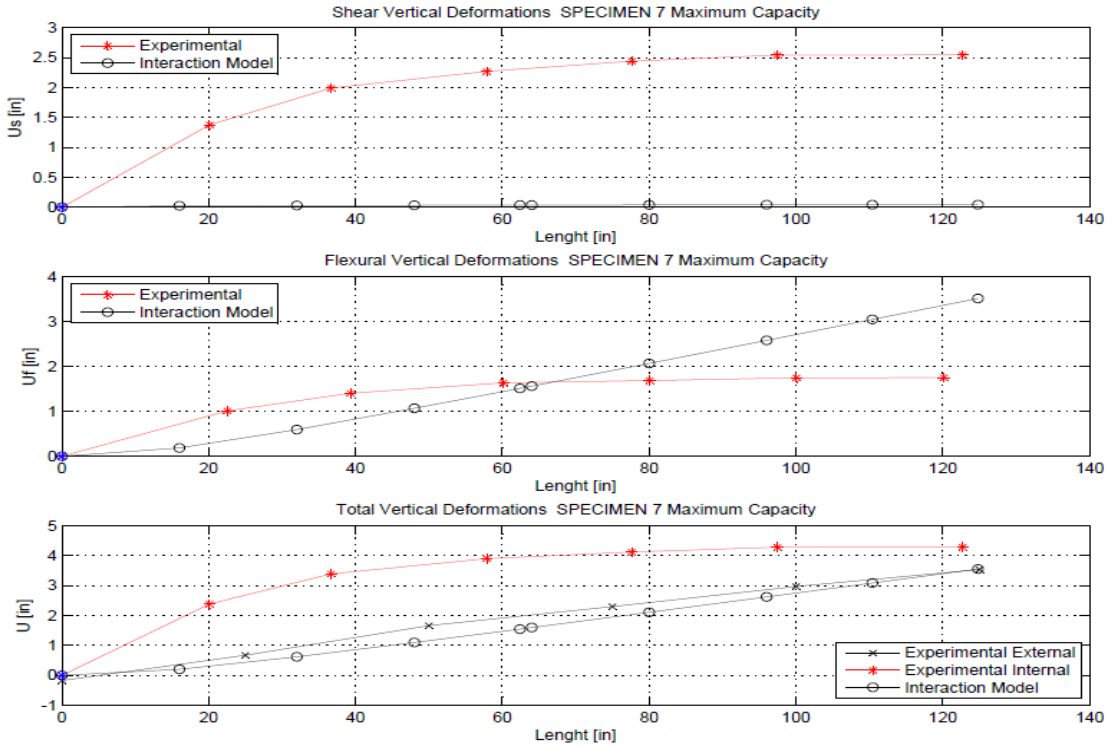 Shear Vertical Deformations SPECIMEN 7 Maximum Capacity
3
2.5
2
1.5
1
0.5
0
Us [in]
Experimental
Interaction Model
0 20 40 60 80 100 120 140
Lenght [in]
Flexural Vertical Deformations SPECIMEN 7 Maximum Capacity
4
3
2
1
0
Uf [in]
Experimental
Interaction Model
0 20 40 60 80 100 120 140
Lenght [in]
Total Vertical Deformations SPECIMEN 7 Maximum Capacity
5
4
3
2
1
0
-1
U [in]
Experimental External
Experimental Internal
Interaction Model
0 20 40 60 80 100 120 140
Lenght [in]